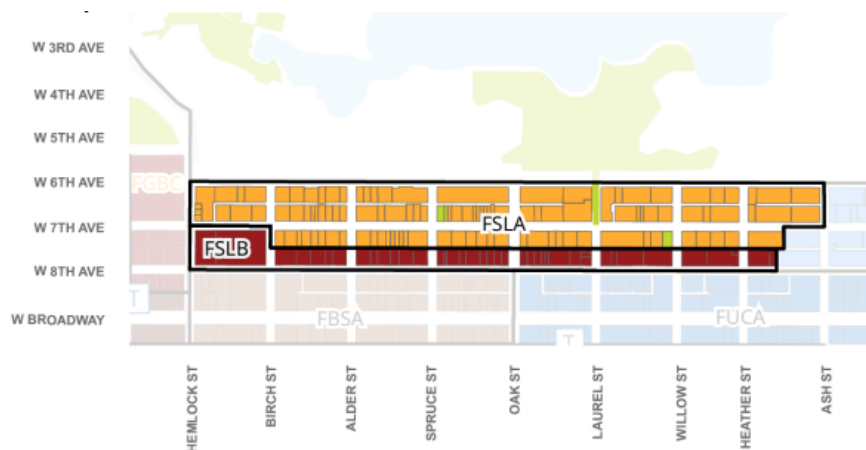 W 3RD AVE
W 4TH AVE
W 5TH AVE
W 6TH AVE
FGBC
W 7TH AVE
FSLA
FSLB
W 8TH AVE
T
W BROADWAY
FBSA
FUCA
T
HEMLOCK ST
BIRCH ST
ALDER ST
SPRUCE ST
OAK ST
LAUREL ST
WILLOW ST
HEATHER ST
ASH ST